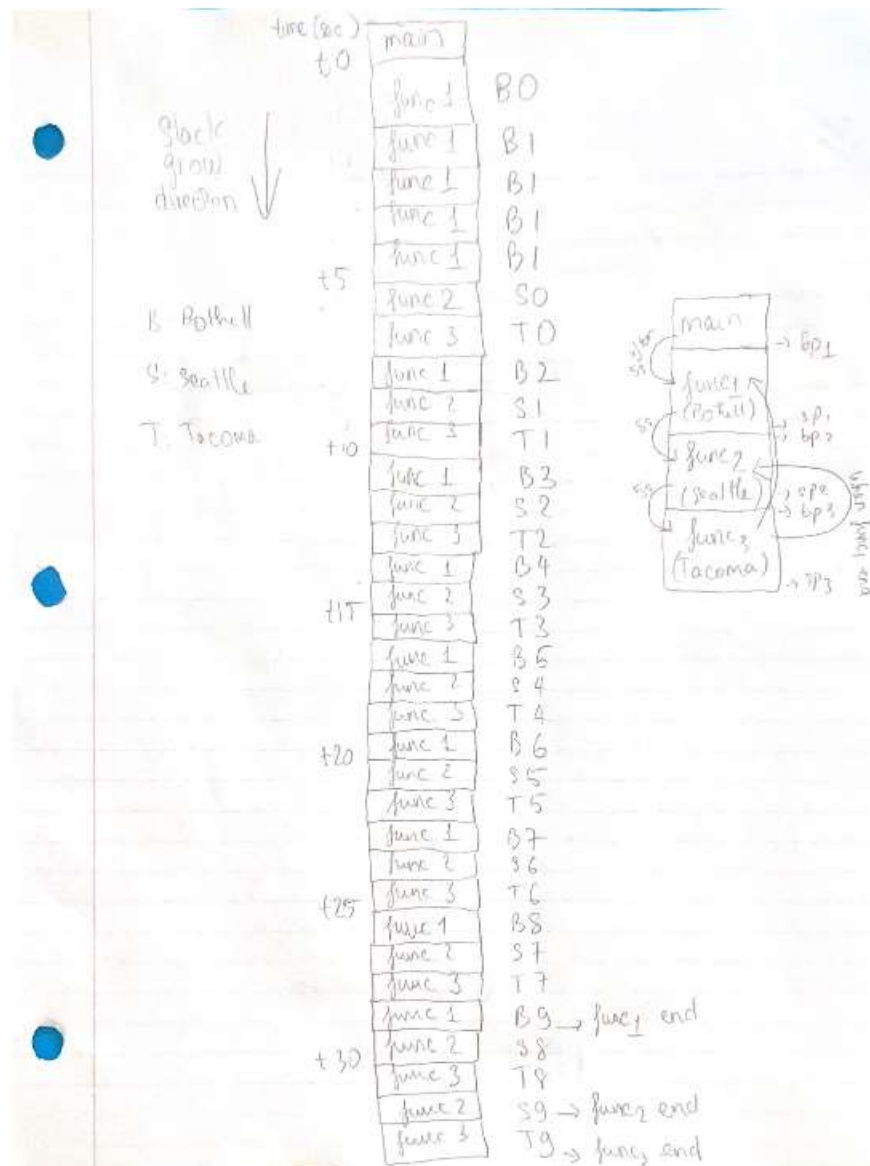 time (sec)
main
t0
func 1 B0
Stack
grow
direction
func 1 B1
func 1 B1
func 1 B1
func 1 B1
t5
func 2 S0
func 3 T0
B: Bothell
S: Seattle
T: Tacoma
func 1 B2
func 2 S1
t10
func 3 T1
func 1 B3
func 2 S2
func 3 T2
func 1 B4
func 2 S3
t15
func 3 T3
func 1 B5
func 2 S4
func 3 T4
t20
func 1 B6
func 2 S5
func 3 T5
func 1 B7
func 2 S6
func 3 T6
t25
func 1 B8
func 2 S7
func 3 T7
func 1 B9 → func1 end
t30
func 2 S8
func 3 T8
func 2 S9 → func2 end
func 3 T9 → func3 end
main
→ bp1
func1
(Bothell)
→ sp1
→ bp2
func2
(Seattle)
→ sp2
→ bp3
func3
(Tacoma)
→ sp3
5s
5s
5s
when func1 end